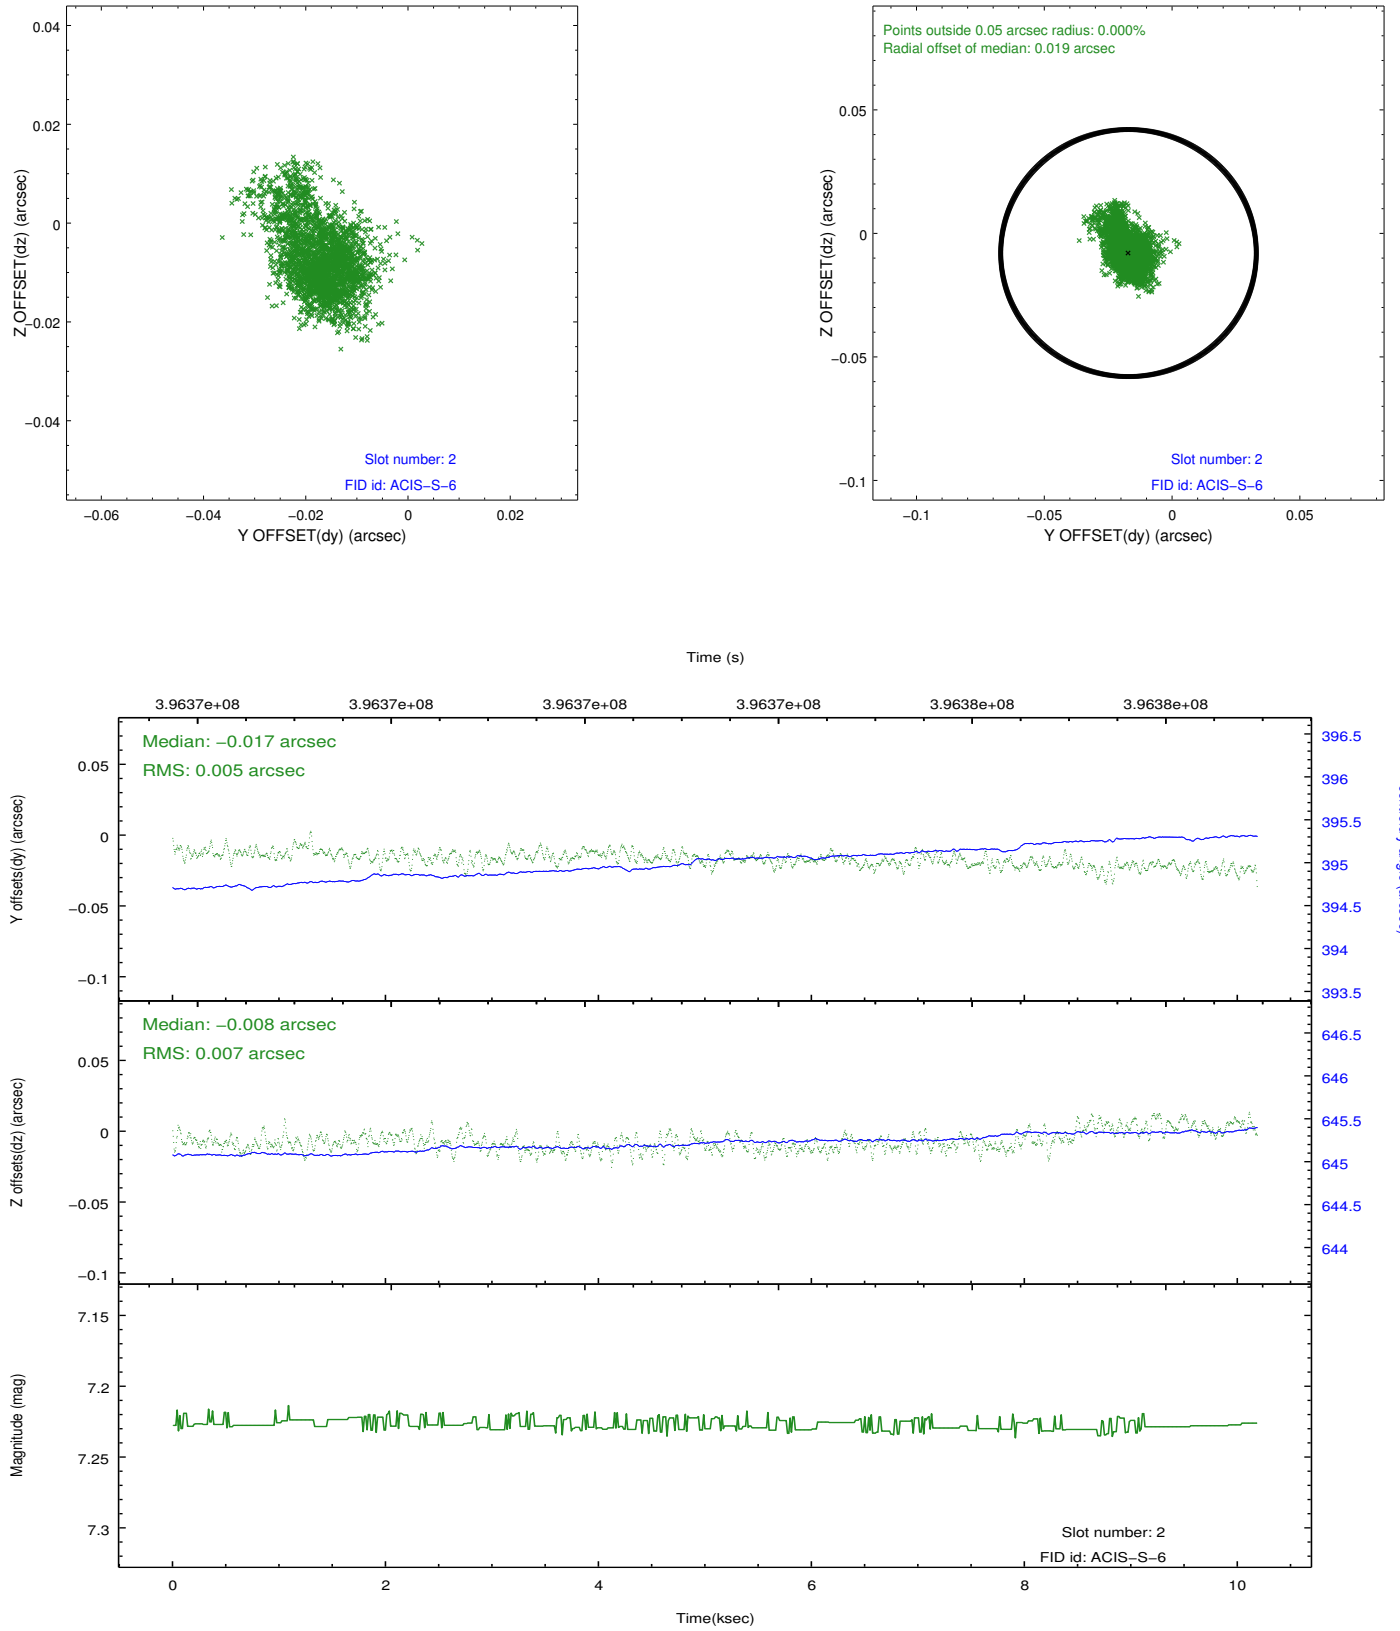 0.04
0.02
0
−0.02
−0.04
Z OFFSET(dz) (arcsec)
−0.06
−0.04
−0.02
0
0.02
Y OFFSET(dy) (arcsec)
Slot number: 2
FID id: ACIS−S−6
Points outside 0.05 arcsec radius: 0.000%
Radial offset of median: 0.019 arcsec
0.05
0
−0.05
−0.1
Z OFFSET(dz) (arcsec)
−0.1
−0.05
0
0.05
Y OFFSET(dy) (arcsec)
Slot number: 2
FID id: ACIS−S−6
Time (s)
3.9637e+08
3.9637e+08
3.9637e+08
3.9637e+08
3.9638e+08
3.9638e+08
Median: −0.017 arcsec
RMS: 0.005 arcsec
0.05
0
−0.05
−0.1
Y offsets(dy) (arcsec)
396.5
396
395.5
395
394.5
394
393.5
Median: −0.008 arcsec
RMS: 0.007 arcsec
0.05
0
−0.05
−0.1
Z offsets(dz) (arcsec)
646.5
646
645.5
645
644.5
644
7.15
7.2
7.25
7.3
Magnitude (mag)
Slot number: 2
FID id: ACIS−S−6
0
2
4
6
8
10
Time(ksec)